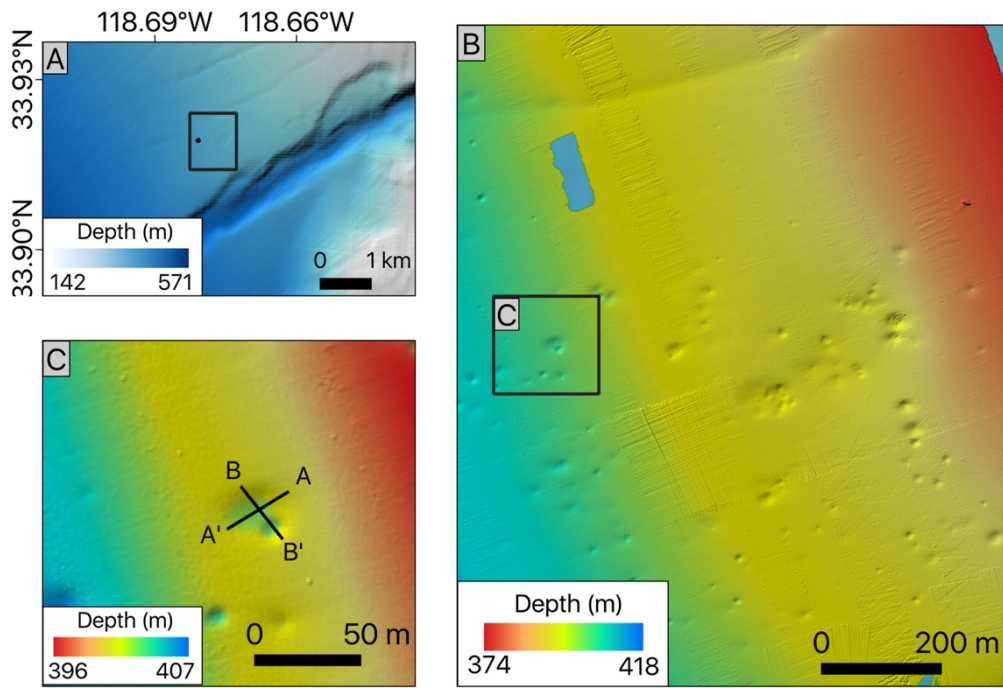 118.69°W 118.66°W
A
33.93°N
33.90°N
Depth (m)
142 571
0 1 km
C
B
A
A'
B'
Depth (m)
396 407
0 50 m
B
C
Depth (m)
374 418
0 200 m